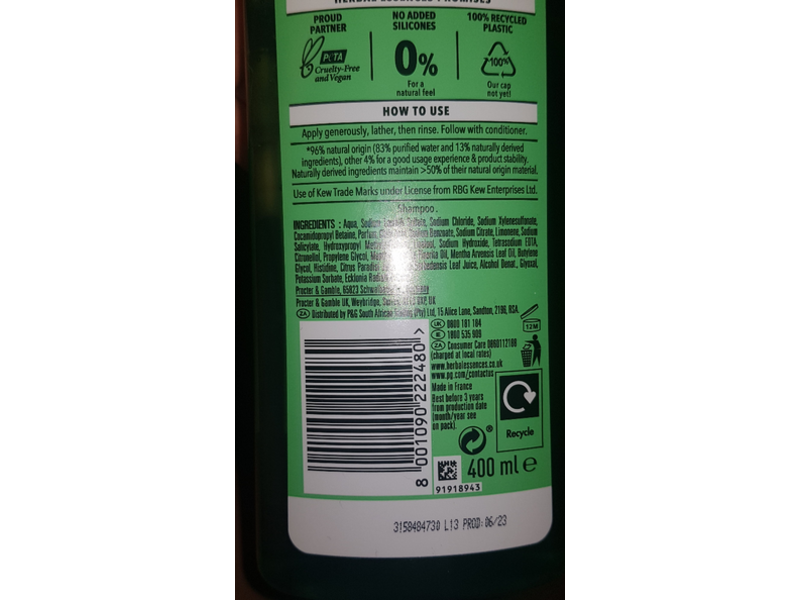 HERBAL ESSENCES PROMISES
PROUD PARTNER
PETA
Cruelty-Free and Vegan
NO ADDED SILICONES
0%
For a natural feel
100% RECYCLED PLASTIC
100%
Our cap not yet!
HOW TO USE
Apply generously, lather, then rinse. Follow with conditioner.
*96% natural origin (83% purified water and 13% naturally derived
ingredients), other 4% for a good usage experience & product stability.
Naturally derived ingredients maintain >50% of their natural origin material.
Use of Kew Trade Marks under License from RBG Kew Enterprises Ltd.
Shampoo.
INGREDIENTS : Aqua, Sodium Sulfate, Sodium Chloride, Sodium Xylenesulfonate,
Cocamidopropyl Betaine, Parfum, Sodium Benzoate, Sodium Citrate, Limonene, Sodium
Salicylate, Hydroxypropyl Sodium Hydroxide, Tetrasodium EDTA,
Citronellol, Propylene Glycol, Oil, Mentha Arvensis Leaf Oil, Butylene
Glycol, Histidine, Citrus Paradisi Leaf Juice, Alcohol Denat., Glyoxal,
Potassium Sorbate, Ecklonia
Procter & Gamble, 65823
Procter & Gamble UK, Weybridge, UK
ZA Distributed by P&G South African Trading (Pty) Ltd, 15 Alice Lane, Sandton, 2196, RSA.
UK 0800 181 184
IE 1800 535 909
ZA Consumer Care 0860112188
(charged at local rates)
www.herbalessences.co.uk
www.pg.com/contactus
Made in France
Best before 3 years
from production date
(month/year see
on pack).
12M
Recycle
8 001090 222480 >
400 ml e
91918943
3158484730 L13 PROD:06/23